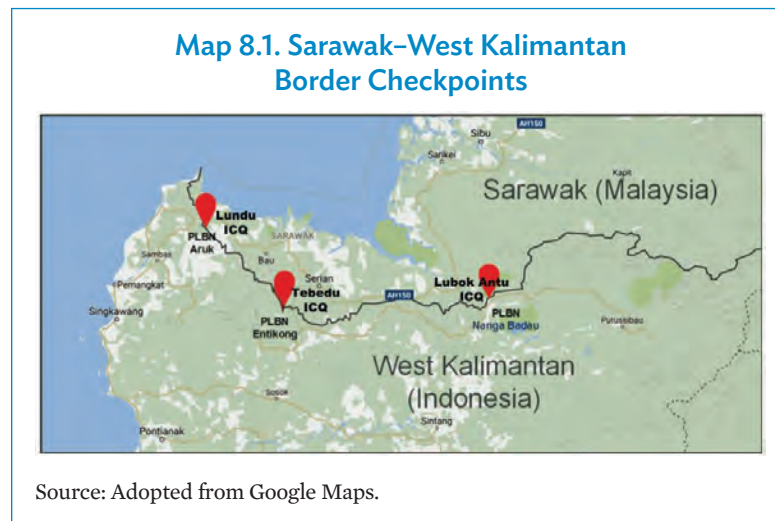 Map 8.1. Sarawak–West Kalimantan
Border Checkpoints
AH150
Sibu
Sarikei
Kapit
Sarawak (Malaysia)
Lundu
ICQ
PLBN
Aruk
SARAWAK
Sambas
Bau
Serian
Pemangkat
Tebedu
ICQ
AH150
Lubok Antu
ICQ
Singkawang
PLBN
Entikong
PLBN
Nanga Badau
Putussibau
West Kalimantan
(Indonesia)
Sosok
Sintang
Pontianak
Source: Adopted from Google Maps.